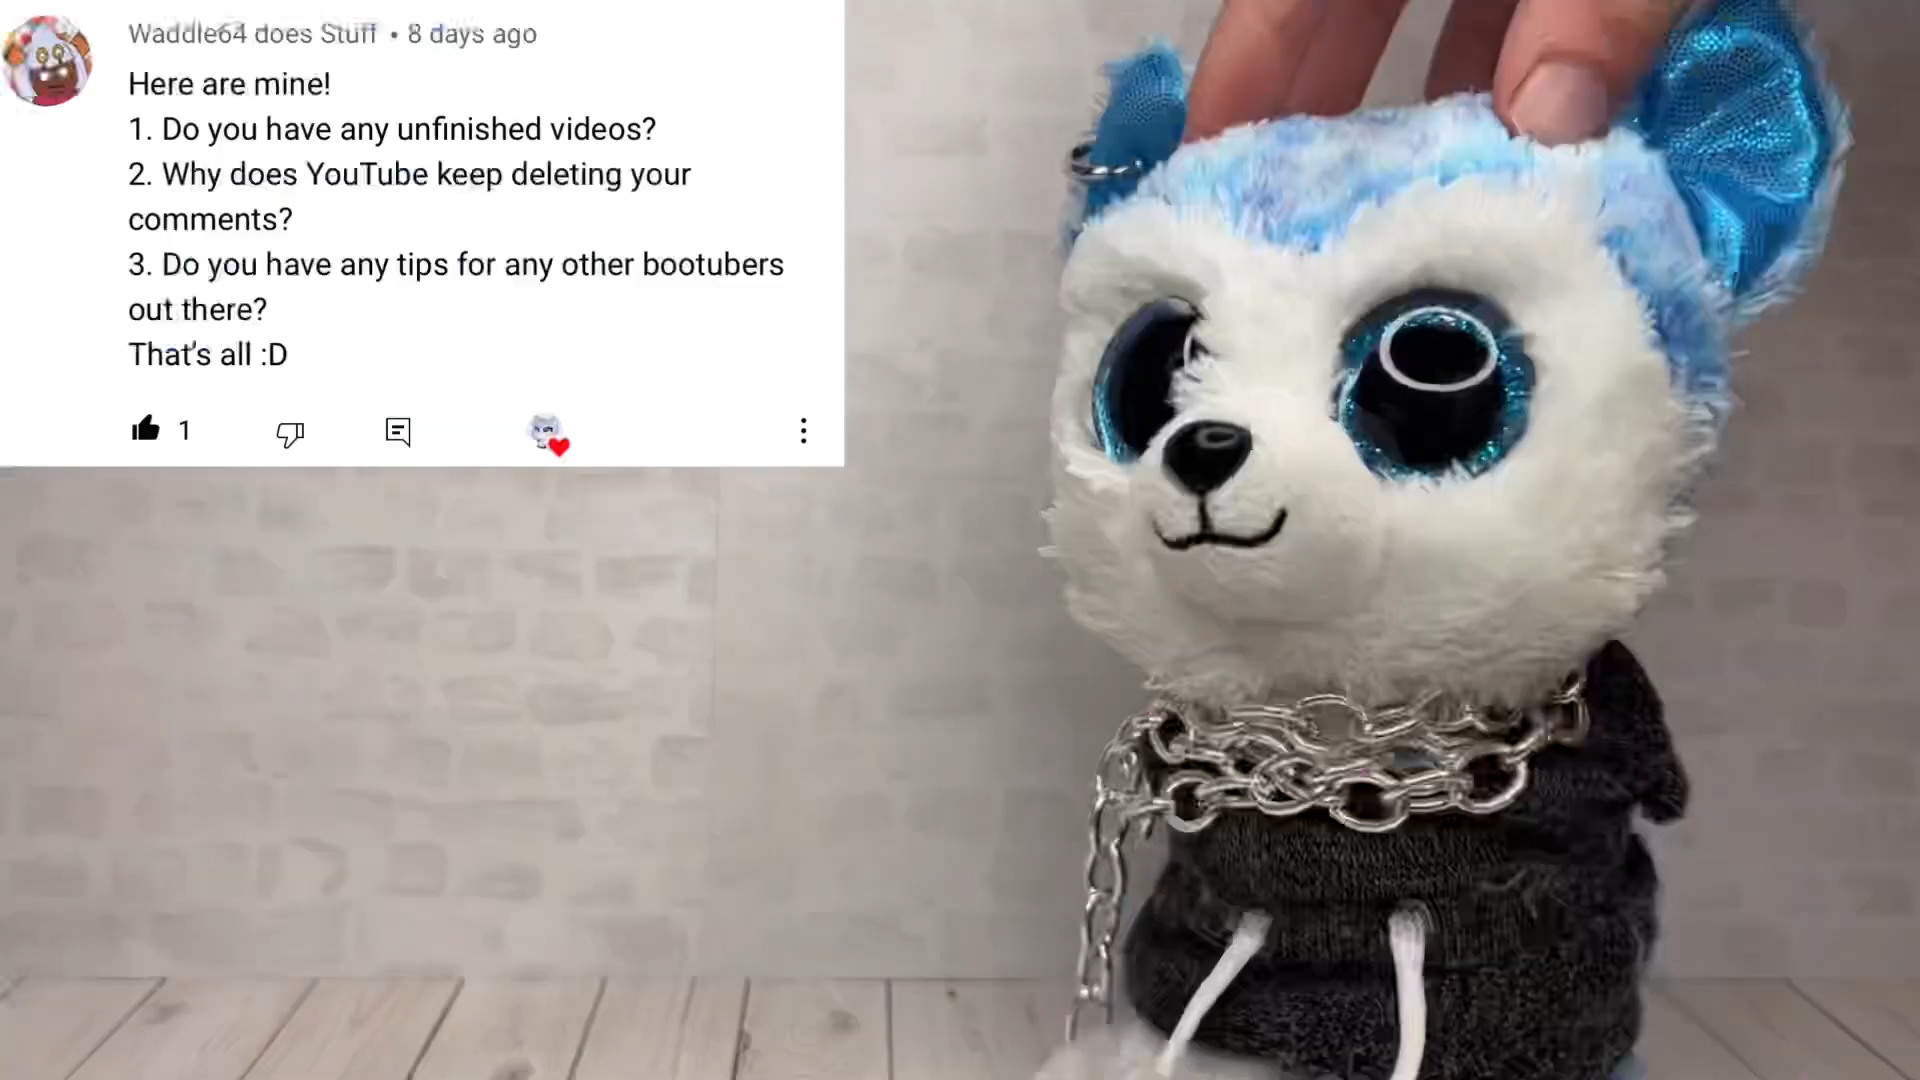 Waddle64 does Stuff • 8 days ago
Here are mine!
1. Do you have any unfinished videos?
2. Why does YouTube keep deleting your
comments?
3. Do you have any tips for any other bootubers
out there?
That's all :D
1